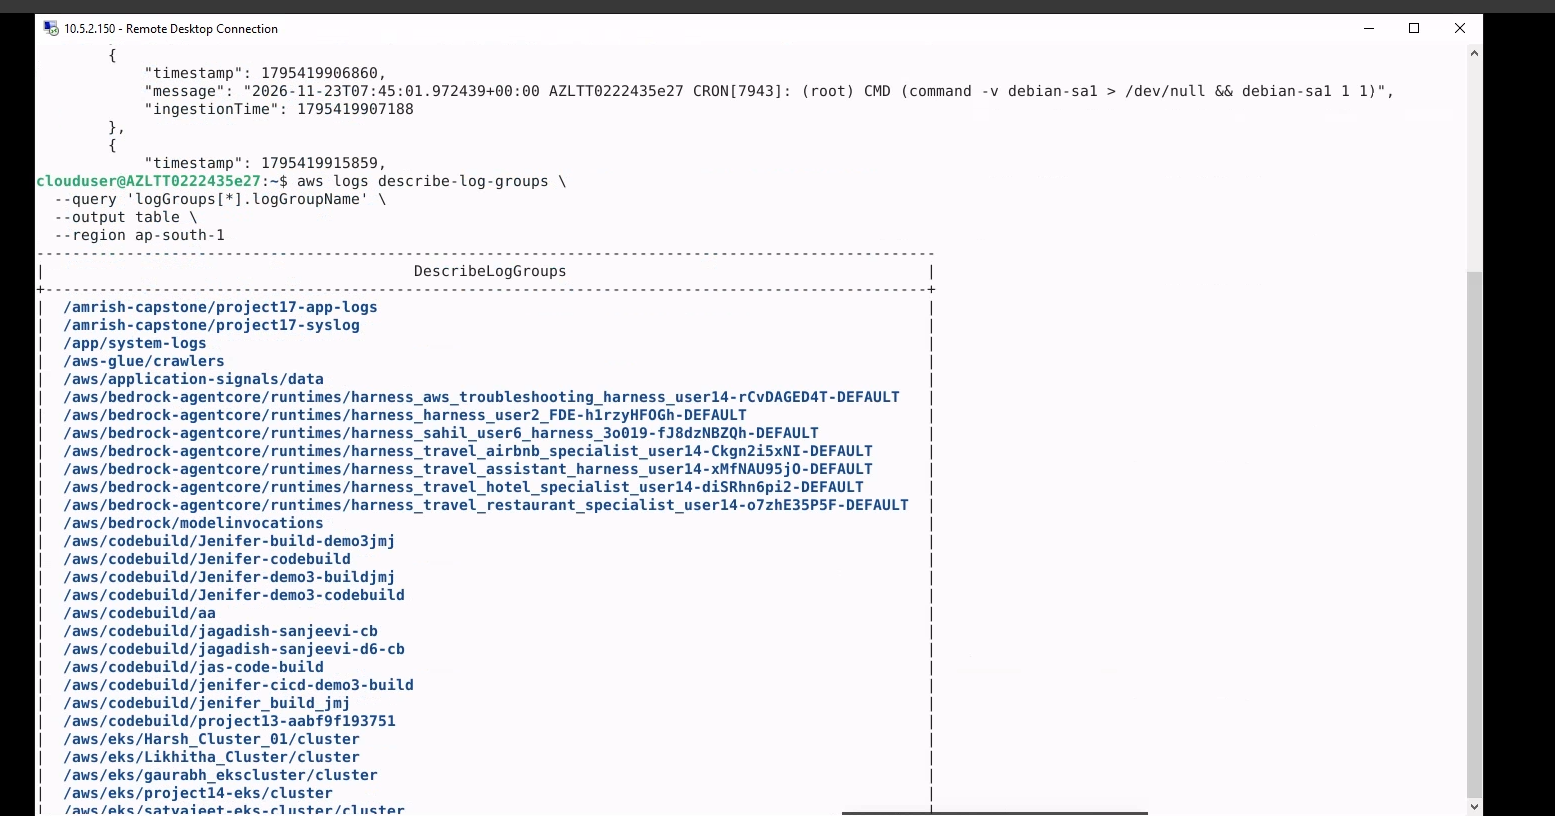 10.5.2.150 - Remote Desktop Connection
{
"timestamp": 1795419906860,
"message": "2026-11-23T07:45:01.972439+00:00 AZLTT0222435e27 CRON[7943]: (root) CMD (command -v debian-sa1 > /dev/null && debian-sa1 1 1)",
"ingestionTime": 1795419907188
},
{
"timestamp": 1795419915859,
clouduser@AZLTT0222435e27:~$ aws logs describe-log-groups \
--query 'logGroups[*].logGroupName' \
--output table \
--region ap-south-1
DescribeLogGroups
/amrish-capstone/project17-app-logs
/amrish-capstone/project17-syslog
/app/system-logs
/aws-glue/crawlers
/aws/application-signals/data
/aws/bedrock-agentcore/runtimes/harness_aws_troubleshooting_harness_user14-rCvDAGED4T-DEFAULT
/aws/bedrock-agentcore/runtimes/harness_harness_user2_FDE-h1rzyHFOGh-DEFAULT
/aws/bedrock-agentcore/runtimes/harness_sahil_user6_harness_3o019-fJ8dzNBZQh-DEFAULT
/aws/bedrock-agentcore/runtimes/harness_travel_airbnb_specialist_user14-Ckgn2i5xNI-DEFAULT
/aws/bedrock-agentcore/runtimes/harness_travel_assistant_harness_user14-xMfNAU95jO-DEFAULT
/aws/bedrock-agentcore/runtimes/harness_travel_hotel_specialist_user14-diSRhn6pi2-DEFAULT
/aws/bedrock-agentcore/runtimes/harness_travel_restaurant_specialist_user14-o7zhE35P5F-DEFAULT
/aws/bedrock/modelinvocations
/aws/codebuild/Jenifer-build-demo3jmj
/aws/codebuild/Jenifer-codebuild
/aws/codebuild/Jenifer-demo3-buildjmj
/aws/codebuild/Jenifer-demo3-codebuild
/aws/codebuild/aa
/aws/codebuild/jagadish-sanjeevi-cb
/aws/codebuild/jagadish-sanjeevi-d6-cb
/aws/codebuild/jas-code-build
/aws/codebuild/jenifer-cicd-demo3-build
/aws/codebuild/jenifer_build_jmj
/aws/codebuild/project13-aabf9f193751
/aws/eks/Harsh_Cluster_01/cluster
/aws/eks/Likhitha_Cluster/cluster
/aws/eks/gaurabh_ekscluster/cluster
/aws/eks/project14-eks/cluster
/aws/eks/satyajeet-eks-cluster/cluster